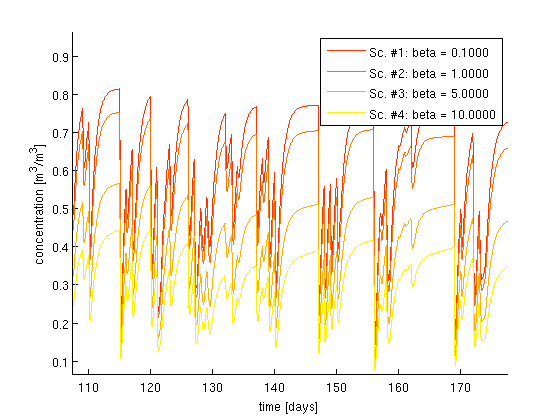 0.9
0.8
0.7
0.6
0.5
0.4
0.3
0.2
0.1
concentration [m³/m³]
Sc. #1: beta = 0.1000
Sc. #2: beta = 1.0000
Sc. #3: beta = 5.0000
Sc. #4: beta = 10.0000
110 120 130 140 150 160 170
time [days]